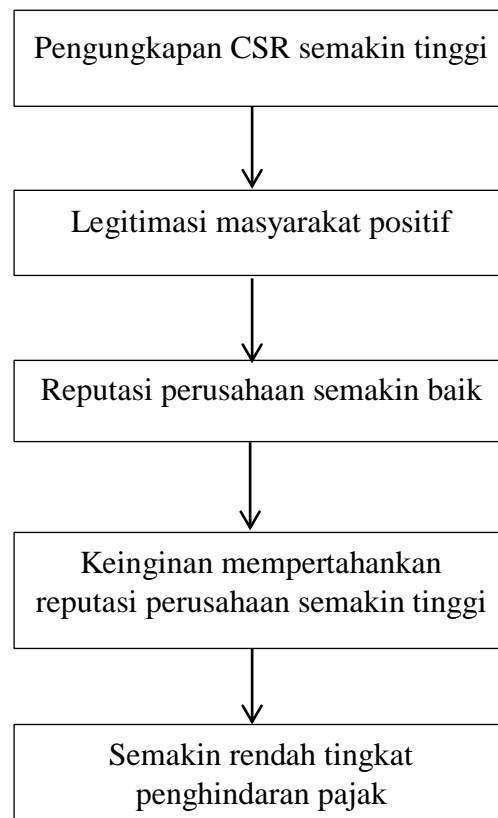 Pengungkapan CSR semakin tinggi
Legitimasi masyarakat positif
Reputasi perusahaan semakin baik
Keinginan mempertahankan
reputasi perusahaan semakin tinggi
Semakin rendah tingkat
penghindaran pajak